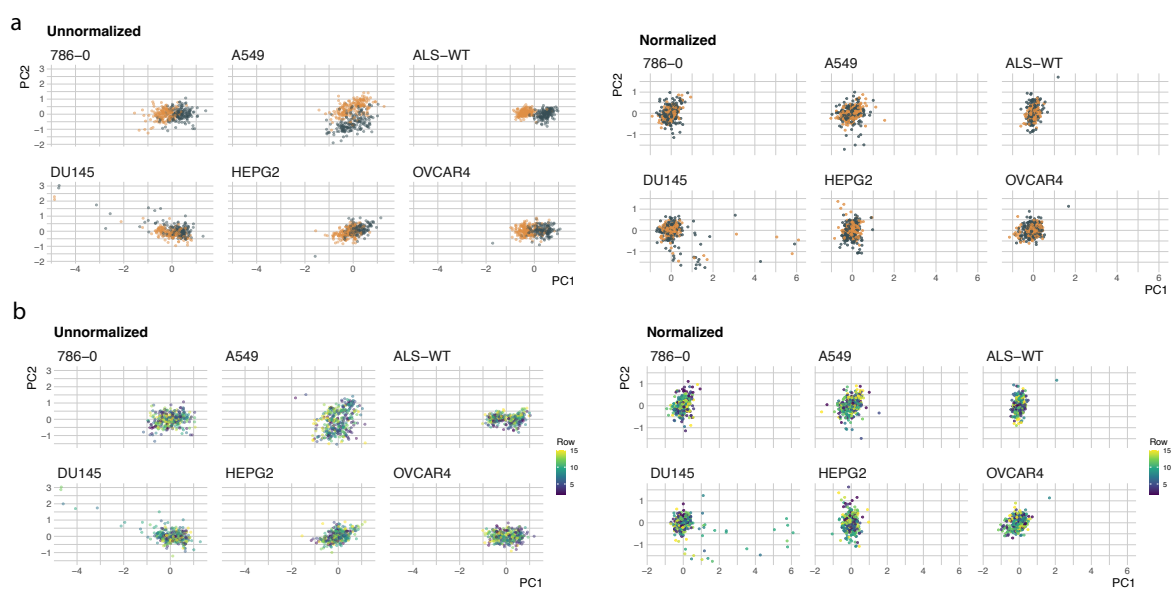 a
Unnormalized
786−0 A549 ALS−WT
PC2
3
2
1
0
−1
−2
DU145 HEPG2 OVCAR4
3
2
1
0
−1
−2
−4 −2 0 −4 −2 0 −4 −2 0
PC1
Normalized
786−0 A549 ALS−WT
PC2
1
0
−1
DU145 HEPG2 OVCAR4
1
0
−1
0 2 4 6 0 2 4 6 0 2 4 6
PC1
b
Unnormalized
786−0 A549 ALS−WT
PC2
3
2
1
0
−1
DU145 HEPG2 OVCAR4
3
2
1
0
−1
−4 −2 0 −4 −2 0 −4 −2 0
PC1
Row
15
10
5
Normalized
786−0 A549 ALS−WT
PC2
1
0
−1
DU145 HEPG2 OVCAR4
1
0
−1
−2 0 2 4 6 −2 0 2 4 6 −2 0 2 4 6
PC1
Row
15
10
5